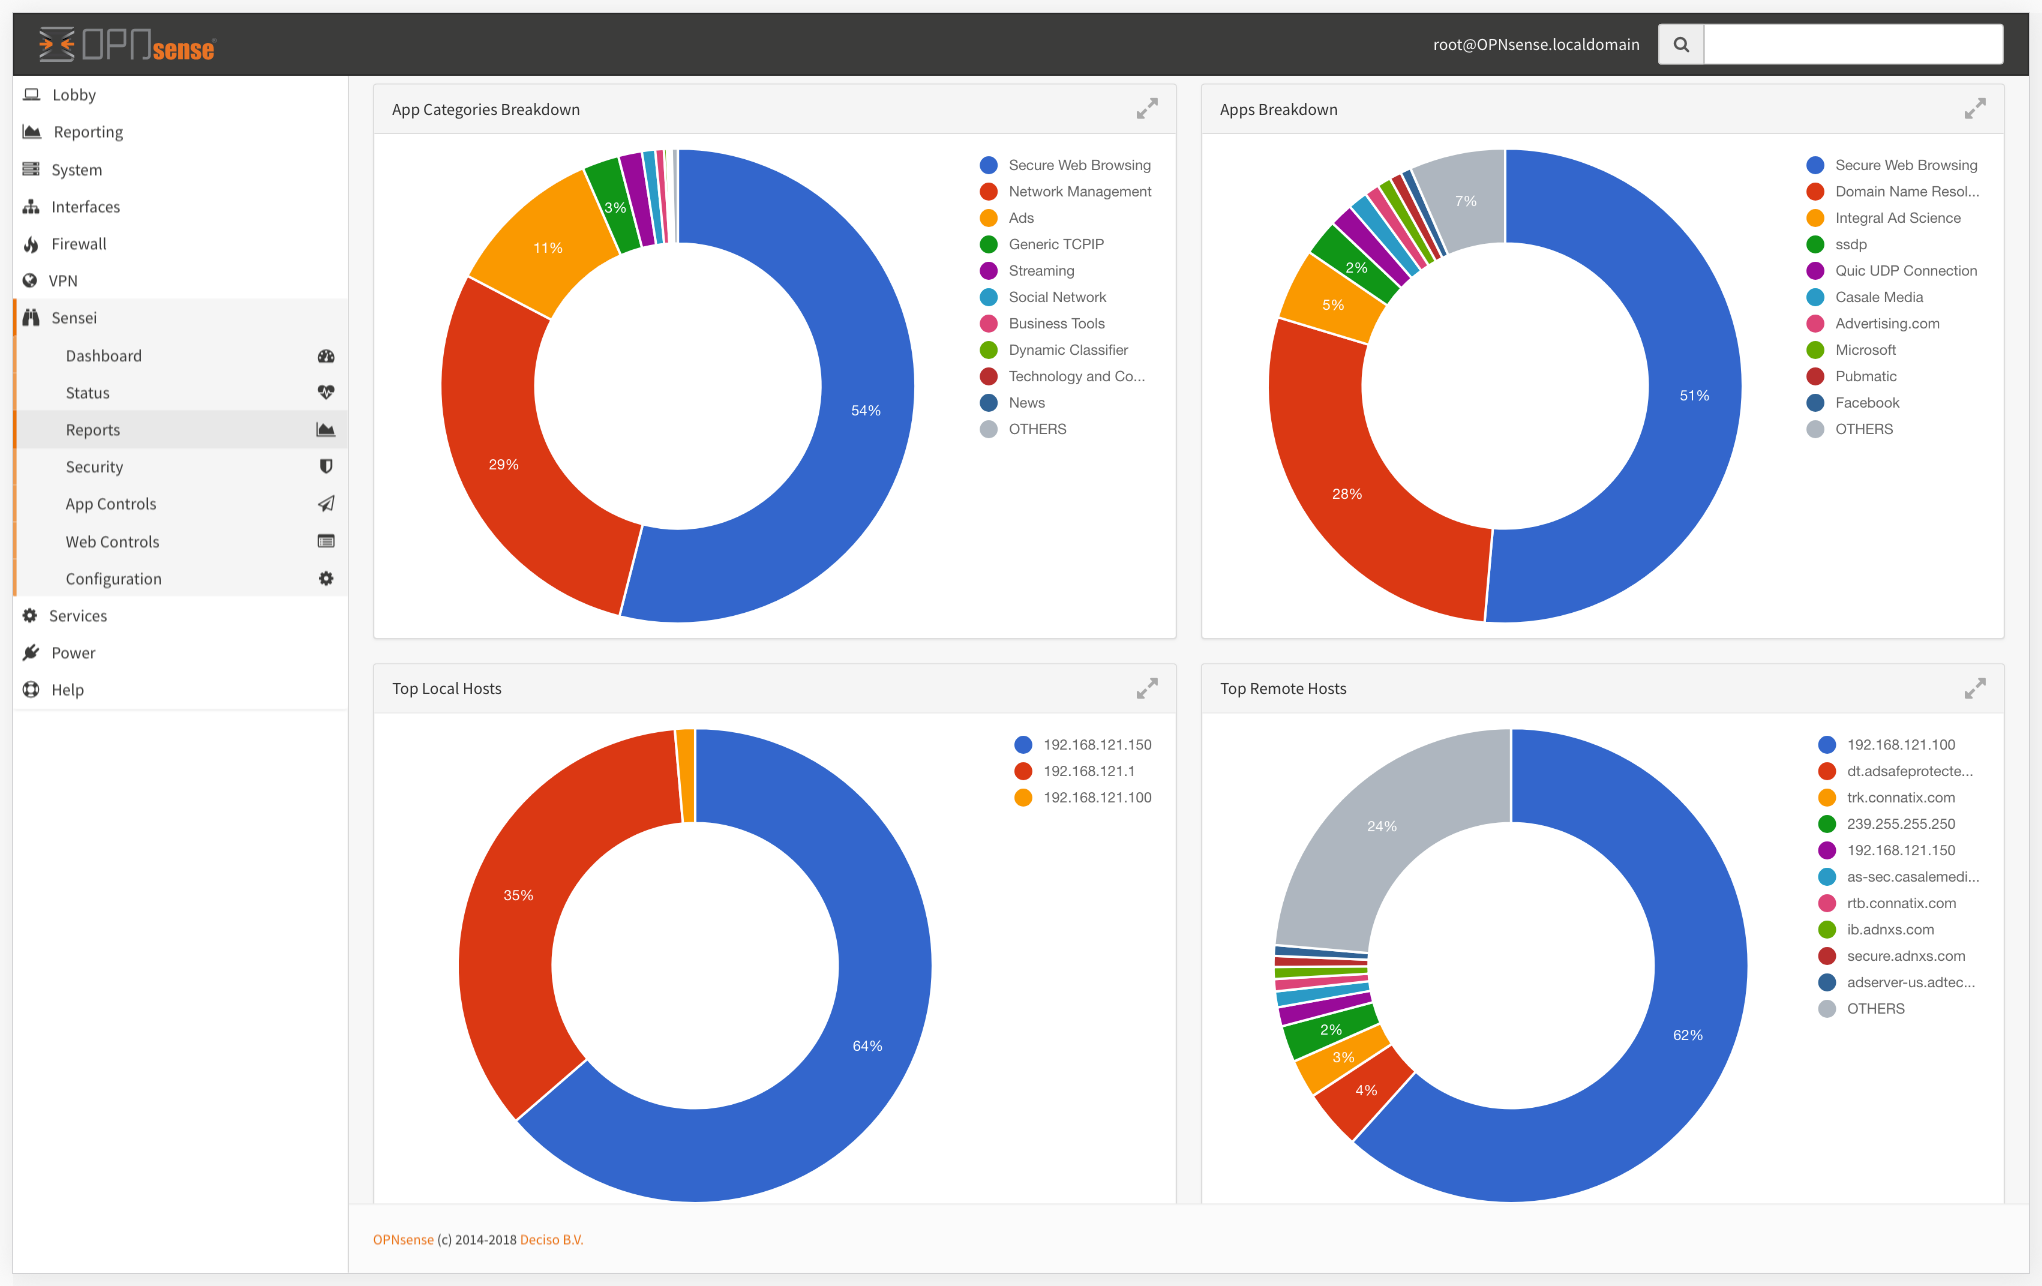 OPNsense
root@OPNsense.localdomain
Lobby
Reporting
System
Interfaces
Firewall
VPN
Sensei
Dashboard
Status
Reports
Security
App Controls
Web Controls
Configuration
Services
Power
Help
App Categories Breakdown
54%
29%
11%
3%
Secure Web Browsing
Network Management
Ads
Generic TCPIP
Streaming
Social Network
Business Tools
Dynamic Classifier
Technology and Co...
News
OTHERS
Apps Breakdown
51%
28%
5%
2%
7%
Secure Web Browsing
Domain Name Resol...
Integral Ad Science
ssdp
Quic UDP Connection
Casale Media
Advertising.com
Microsoft
Pubmatic
Facebook
OTHERS
Top Local Hosts
64%
35%
192.168.121.150
192.168.121.1
192.168.121.100
Top Remote Hosts
62%
4%
3%
2%
24%
192.168.121.100
dt.adsafeprotecte...
trk.connatix.com
239.255.255.250
192.168.121.150
as-sec.casalemedi...
rtb.connatix.com
ib.adnxs.com
secure.adnxs.com
adserver-us.adtec...
OTHERS
OPNsense (c) 2014-2018 Deciso B.V.